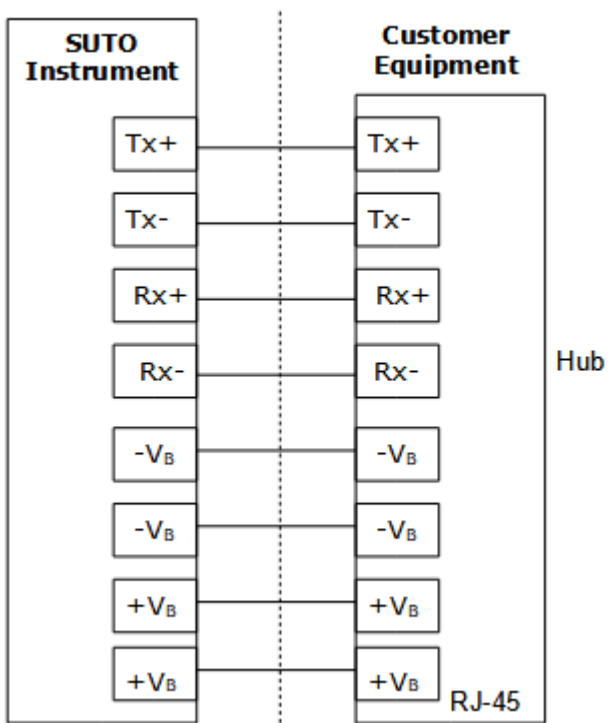 SUTO
Instrument
Customer
Equipment
Tx+ Tx+
Tx- Tx-
Rx+ Rx+
Rx- Rx-
Hub
-VB -VB
-VB -VB
+VB +VB
+VB +VB
RJ-45